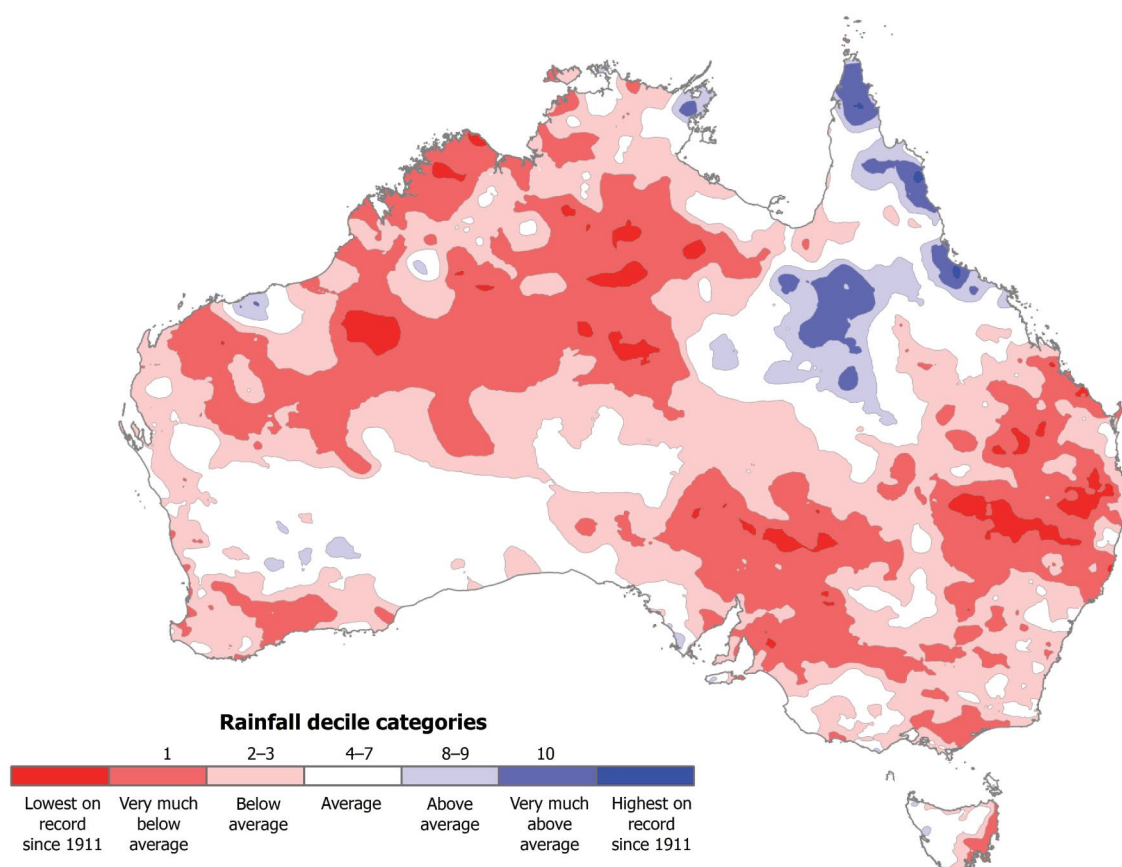 Rainfall decile categories
1 2–3 4–7 8–9 10
Lowest on record since 1911
Very much below average
Below average
Average
Above average
Very much above average
Highest on record since 1911